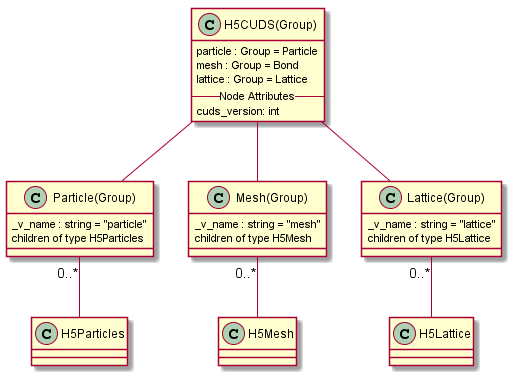 C H5CUDS(Group)
particle : Group = Particle
mesh : Group = Bond
lattice : Group = Lattice
Node Attributes
cuds_version: int
C Particle(Group)
_v_name : string = "particle"
children of type H5Particles
C Mesh(Group)
_v_name : string = "mesh"
children of type H5Mesh
C Lattice(Group)
_v_name : string = "lattice"
children of type H5Lattice
0..*
0..*
0..*
C H5Particles
C H5Mesh
C H5Lattice